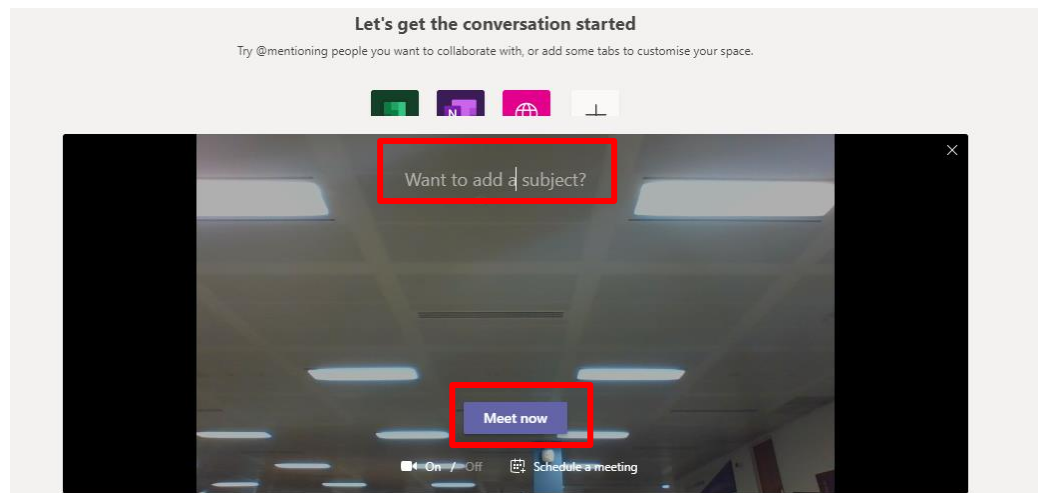 Let's get the conversation started
Try @mentioning people you want to collaborate with, or add some tabs to customise your space.
N
Want to add a subject?
Meet now
On / Off Schedule a meeting